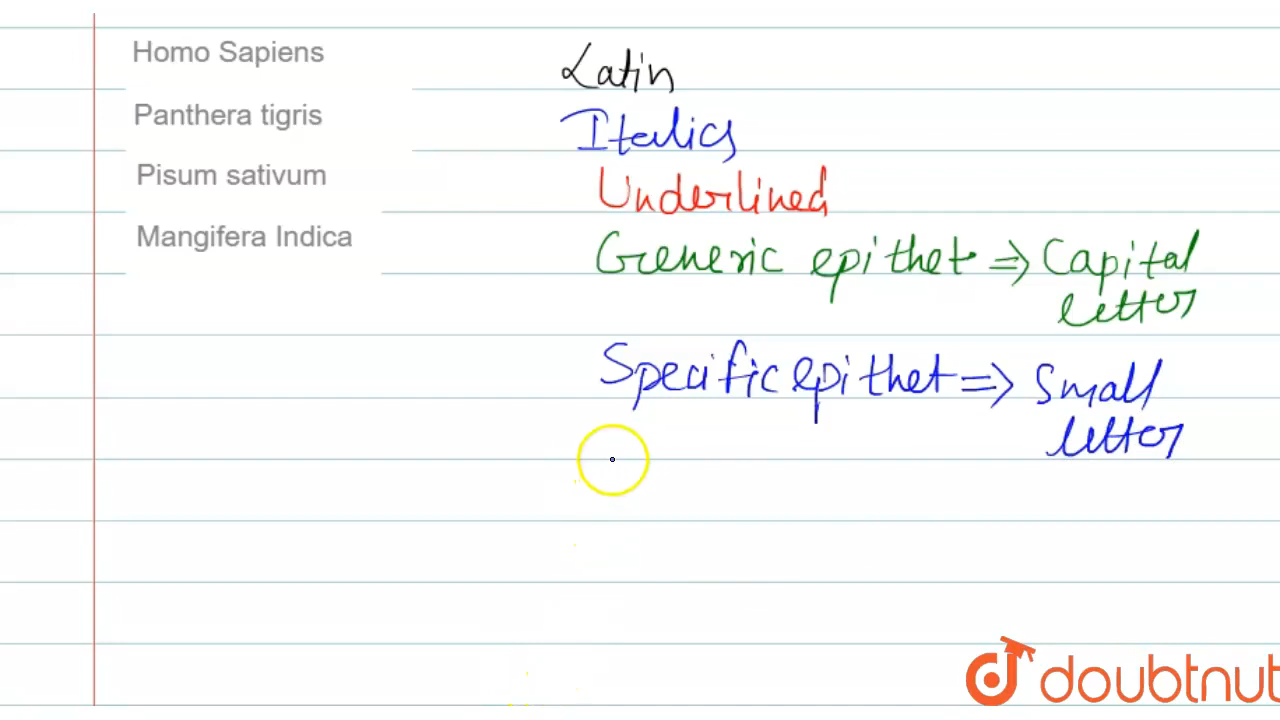 Homo Sapiens
Panthera tigris
Pisum sativum
Mangifera Indica
Latin
Italics
Underlined
Generic epithet ⇒ Capital
letter
Specific epithet ⇒ Small
letter
doubtnut